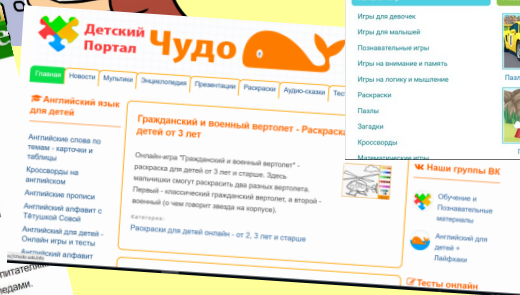 Детский
Портал
Чудо
Главная
Новости
Мультики
Энциклопедия
Презентации
Раскраски
Аудио-сказки
Английский язык
для детей
Английские слова по
темам - карточки и
таблицы
Кроссворды на
английском
Английские прописи
Английский алфавит с
Тётушкой Совой
Английский для детей -
Онлайн игры и тесты
Английский алфавит
Гражданский и военный вертолет - Раскраска
детей от 3 лет
Онлайн-игра "Гражданский и военный вертолет" -
раскраска для детей от 3 лет и старше. Здесь
мальчишки смогут раскрасить два разных вертолета.
Первый - классический гражданский вертолет, а второй -
военный (о чем говорит звезда на корпусе).
Категория:
Раскраски для детей онлайн - от 2, 3 лет и старше
Игры для девочек
Игры для малышей
Познавательные игры
Игры на внимание и память
Игры на логику и мышление
Раскраски
Пазлы
Загадки
Кроссворды
Математические игры
Наши группы ВК
Обучение и
Познавательные
материалы
Английский для
детей +
Лайфхаки
Тесты онлайн